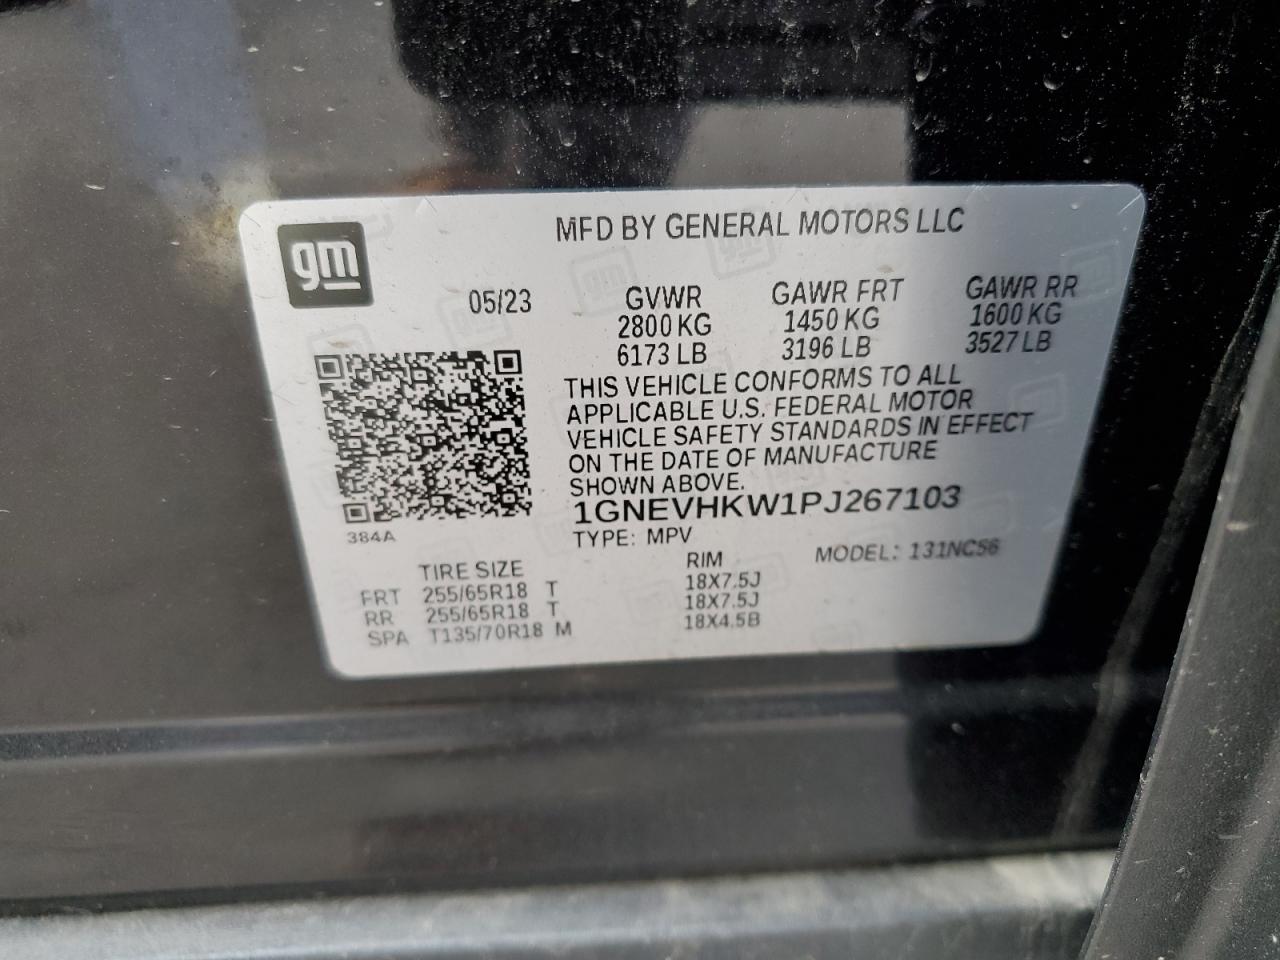 gm
MFD BY GENERAL MOTORS LLC
05/23
GVWR GAWR FRT GAWR RR
2800 KG 1450 KG 1600 KG
6173 LB 3196 LB 3527 LB
THIS VEHICLE CONFORMS TO ALL
APPLICABLE U.S. FEDERAL MOTOR
VEHICLE SAFETY STANDARDS IN EFFECT
ON THE DATE OF MANUFACTURE
SHOWN ABOVE.
1GNEVHKW1PJ267103
384A
TYPE: MPV MODEL: 131NC56
TIRE SIZE RIM
FRT 255/65R18 T 18X7.5J
RR 255/65R18 T 18X7.5J
SPA T135/70R18 M 18X4.5B